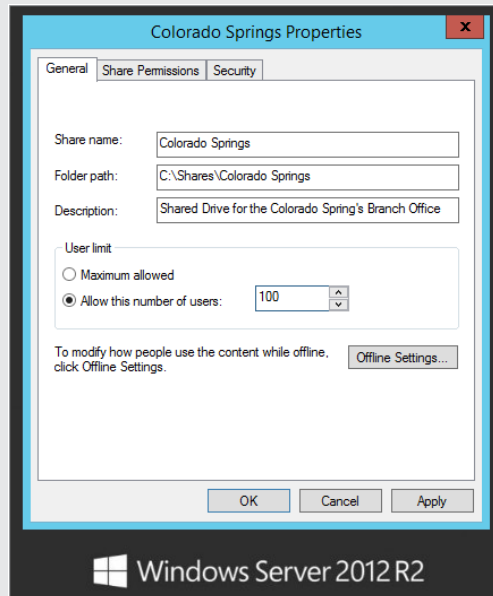 Colorado Springs Properties
x
General Share Permissions Security
Share name: Colorado Springs
Folder path: C:\Shares\Colorado Springs
Description: Shared Drive for the Colorado Spring's Branch Office
User limit
Maximum allowed
Allow this number of users: 100
To modify how people use the content while offline,
click Offline Settings.
Offline Settings...
OK Cancel Apply
Windows Server 2012 R2